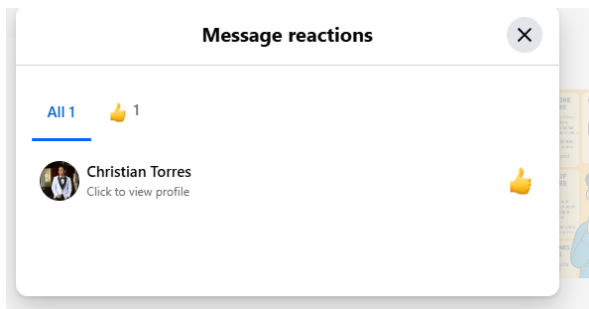 Message reactions
All 1 👍 1
Christian Torres
Click to view profile